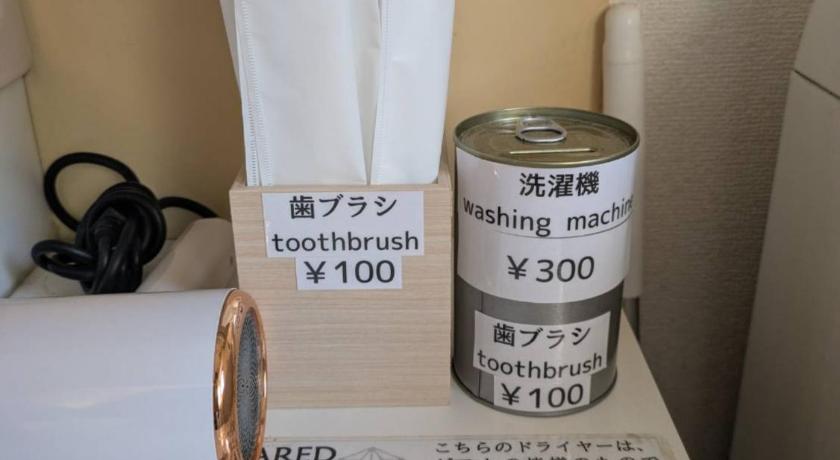 歯ブラシ
toothbrush
￥100
洗濯機
washing machine
￥300
歯ブラシ
toothbrush
￥100
こちらのドライヤーは、